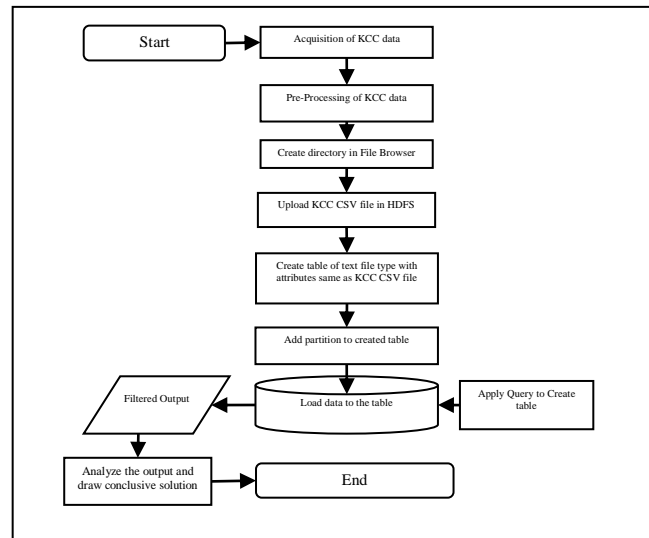 Start
Acquisition of KCC data
Pre-Processing of KCC data
Create directory in File Browser
Upload KCC CSV file in HDFS
Create table of text file type with
attributes same as KCC CSV file
Add partition to created table
Filtered Output
Load data to the table
Apply Query to Create
table
Analyze the output and
draw conclusive solution
End